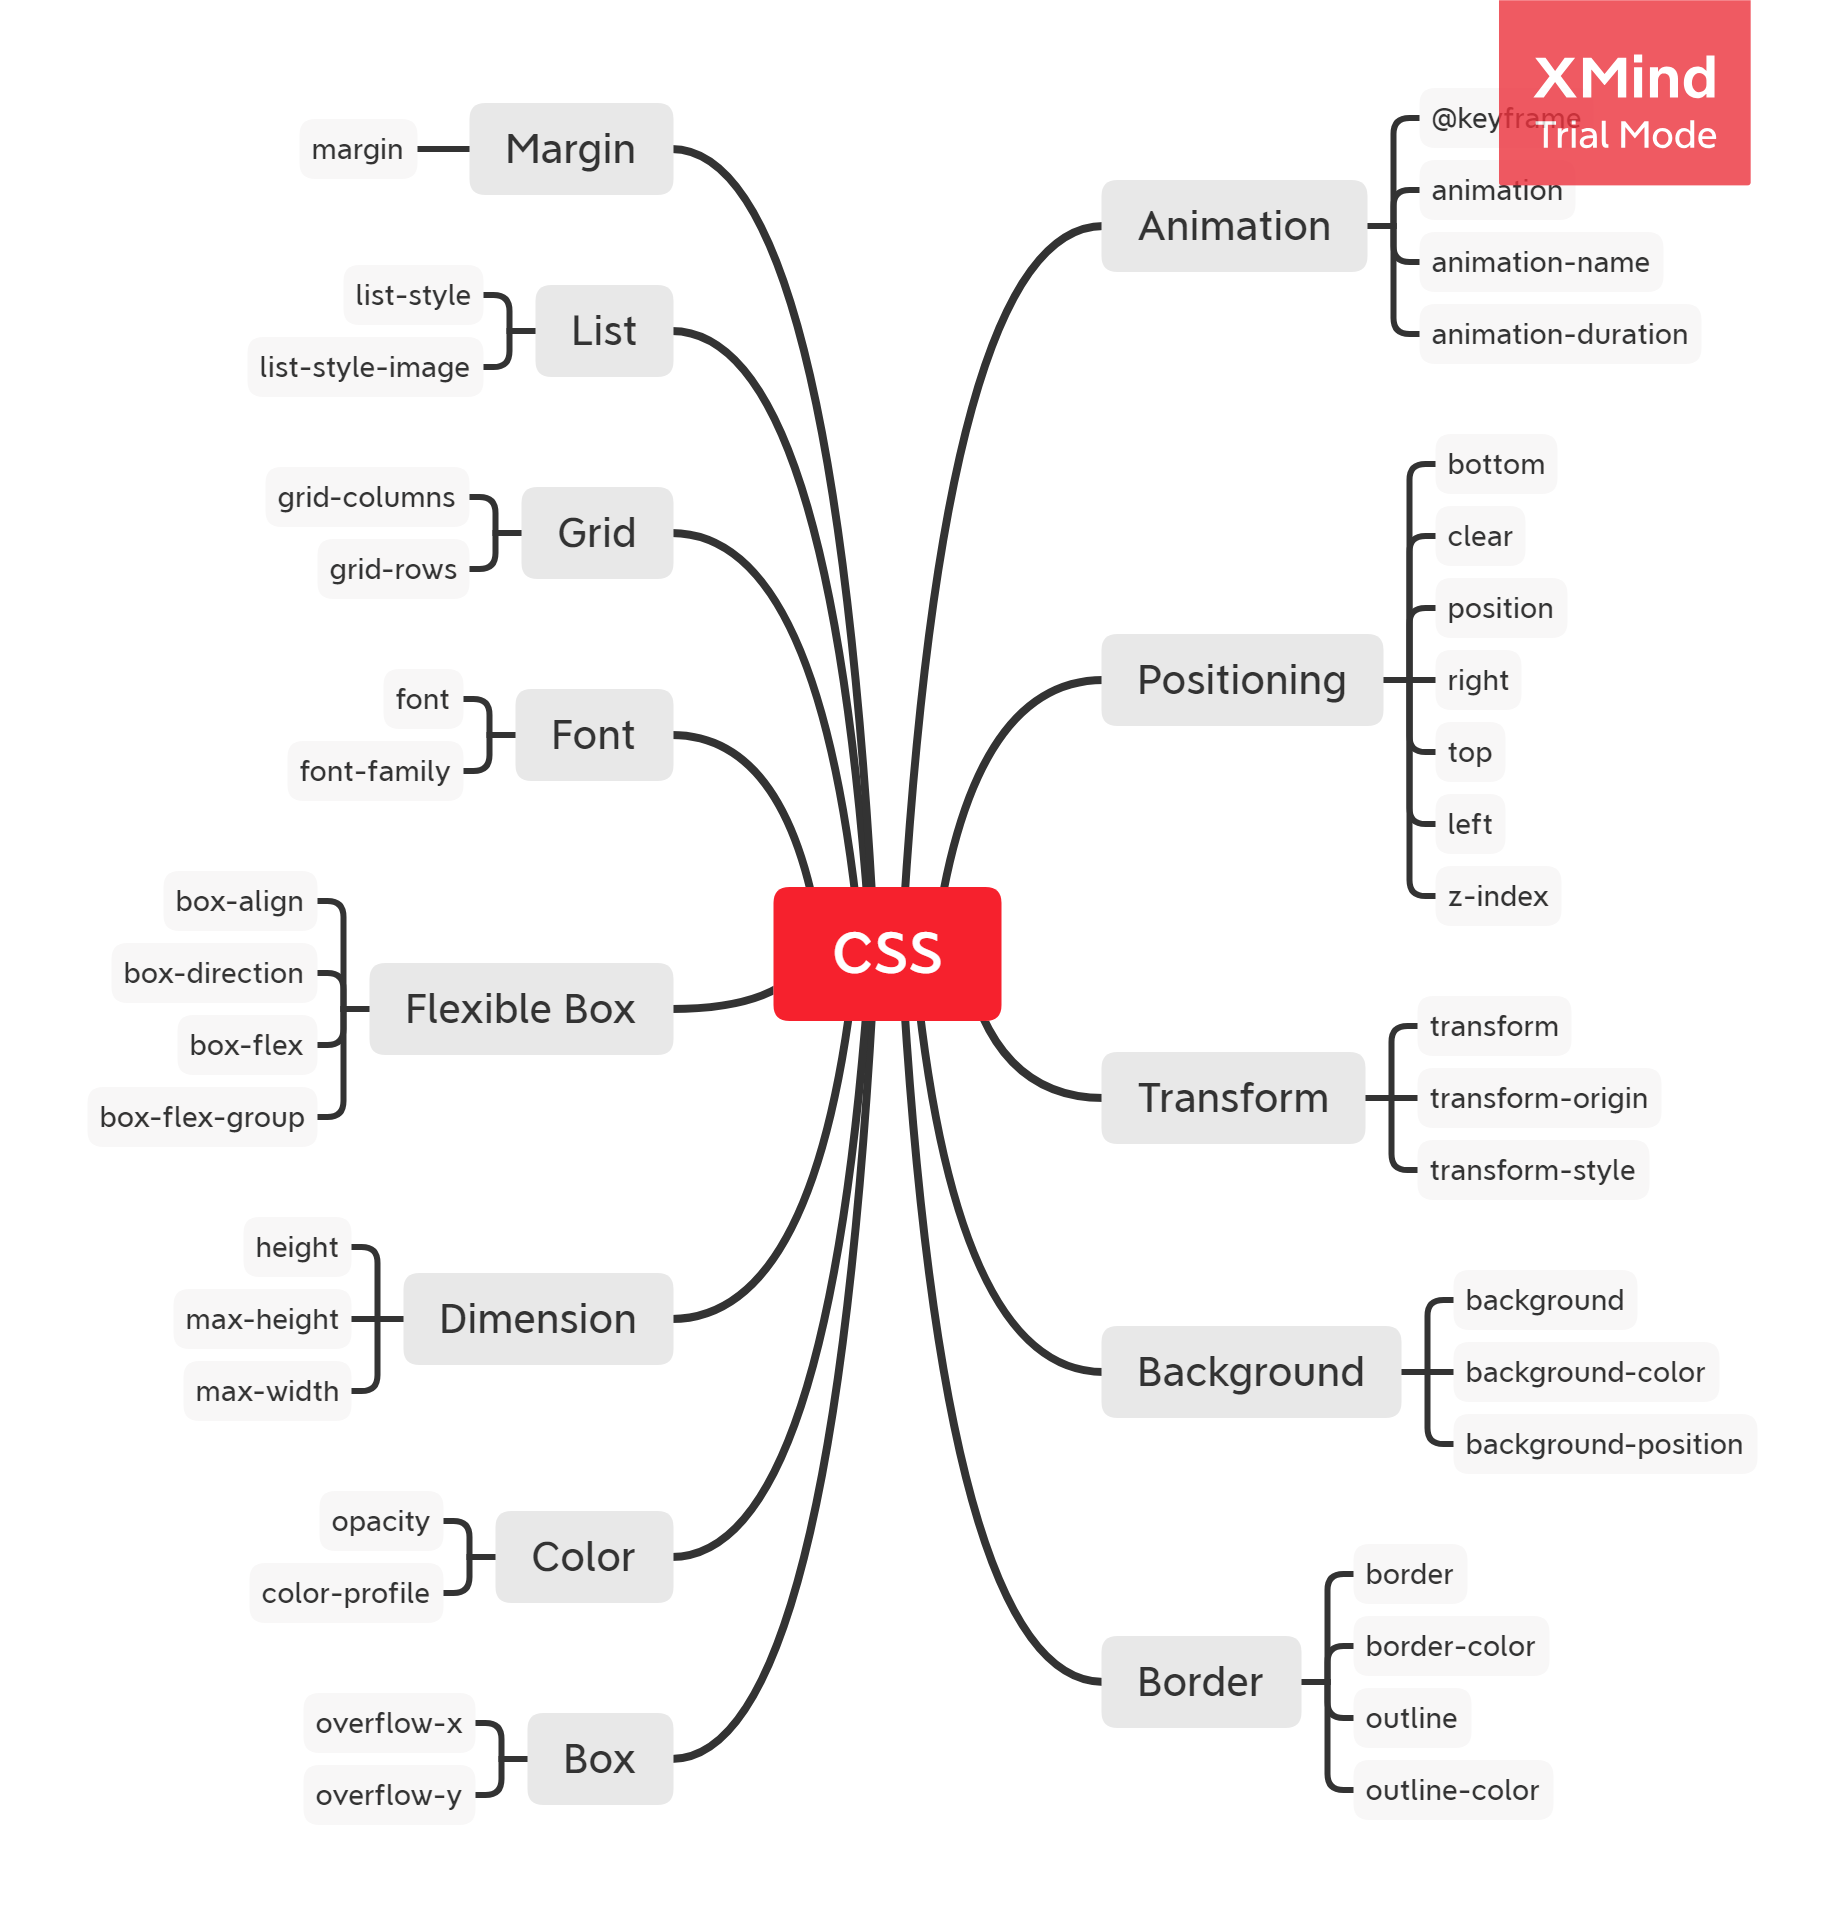 XMind
Trial Mode
CSS
Animation
@keyframe
animation
animation-name
animation-duration
Positioning
bottom
clear
position
right
top
left
z-index
Transform
transform
transform-origin
transform-style
Background
background
background-color
background-position
Border
border
border-color
outline
outline-color
Margin
margin
List
list-style
list-style-image
Grid
grid-columns
grid-rows
Font
font
font-family
Flexible Box
box-align
box-direction
box-flex
box-flex-group
Dimension
height
max-height
max-width
Color
opacity
color-profile
Box
overflow-x
overflow-y